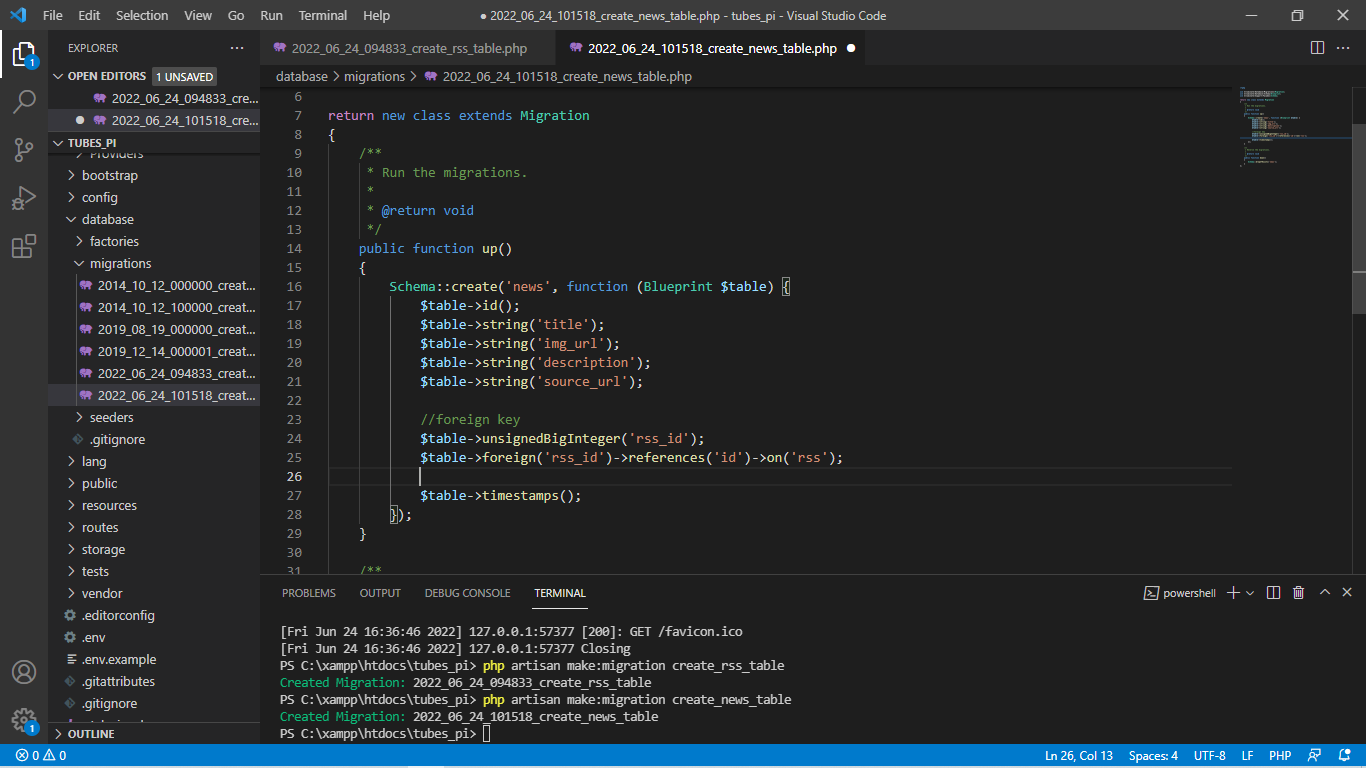 File Edit Selection View Go Run Terminal Help ● 2022_06_24_101518_create_news_table.php - tubes_pi - Visual Studio Code
EXPLORER ···
OPEN EDITORS 1 UNSAVED
2022_06_24_094833_cre...
2022_06_24_101518_cre...
TUBES_PI
Providers
bootstrap
config
database
factories
migrations
2014_10_12_000000_creat...
2014_10_12_100000_creat...
2019_08_19_000000_creat...
2019_12_14_000001_creat...
2022_06_24_094833_creat...
2022_06_24_101518_creat...
seeders
.gitignore
lang
public
resources
routes
storage
tests
vendor
.editorconfig
.env
.env.example
.gitattributes
.gitignore
OUTLINE
1
1
2022_06_24_094833_create_rss_table.php 2022_06_24_101518_create_news_table.php ●
database > migrations > 2022_06_24_101518_create_news_table.php
6
7 return new class extends Migration
8 {
9 /**
10 * Run the migrations.
11 *
12 * @return void
13 */
14 public function up()
15 {
16 Schema::create('news', function (Blueprint $table) {
17 $table->id();
18 $table->string('title');
19 $table->string('img_url');
20 $table->string('description');
21 $table->string('source_url');
22
23 //foreign key
24 $table->unsignedBigInteger('rss_id');
25 $table->foreign('rss_id')->references('id')->on('rss');
26
27 $table->timestamps();
28 });
29 }
30
31 /**
PROBLEMS OUTPUT DEBUG CONSOLE TERMINAL powershell
[Fri Jun 24 16:36:46 2022] 127.0.0.1:57377 [200]: GET /favicon.ico
[Fri Jun 24 16:36:46 2022] 127.0.0.1:57377 Closing
PS C:\xampp\htdocs\tubes_pi> php artisan make:migration create_rss_table
Created Migration: 2022_06_24_094833_create_rss_table
PS C:\xampp\htdocs\tubes_pi> php artisan make:migration create_news_table
Created Migration: 2022_06_24_101518_create_news_table
PS C:\xampp\htdocs\tubes_pi>
0 0 Ln 26, Col 13 Spaces: 4 UTF-8 LF PHP